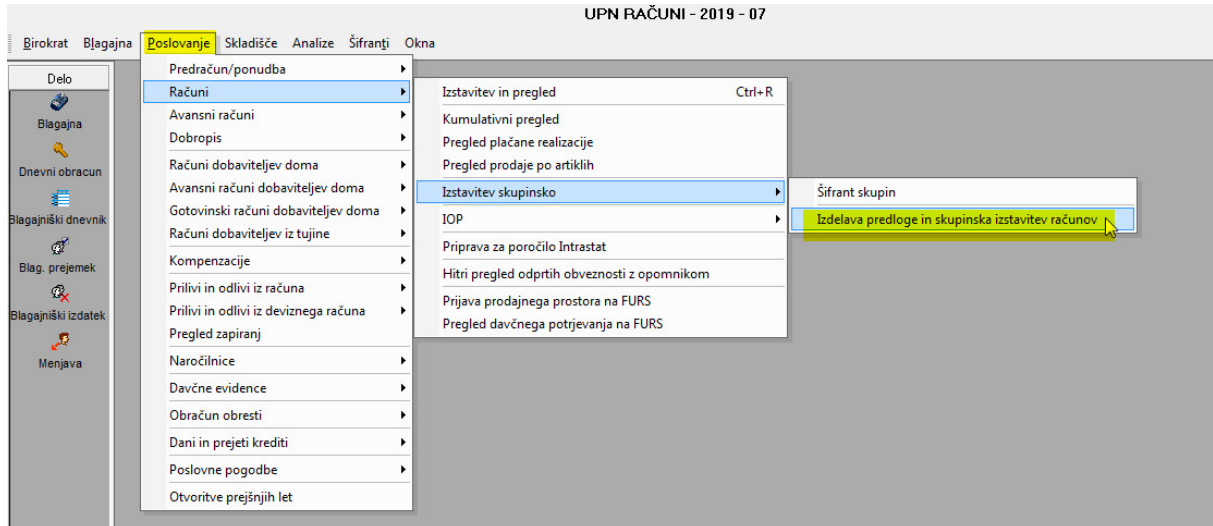 UPN RAČUNI - 2019 - 07
Birokrat Blagajna Poslovanje Skladišče Analize Šifranti Okna
Delo
Blagajna
Dnevni obracun
Blagajniški dnevnik
Blag. prejemek
Blagajniški izdatek
Menjava
Predračun/ponudba
Računi
Avansni računi
Dobropis
Računi dobaviteljev doma
Avansni računi dobaviteljev doma
Gotovinski računi dobaviteljev doma
Računi dobaviteljev iz tujine
Kompenzacije
Prilivi in odlivi iz računa
Prilivi in odlivi iz deviznega računa
Pregled zapiranj
Naročilnice
Davčne evidence
Obračun obresti
Dani in prejeti krediti
Poslovne pogodbe
Otvoritve prejšnjih let
Izstavitev in pregled Ctrl+R
Kumulativni pregled
Pregled plačane realizacije
Pregled prodaje po artiklih
Izstavitev skupinsko
IOP
Priprava za poročilo Intrastat
Hitri pregled odprtih obveznosti z opomnikom
Prijava prodajnega prostora na FURS
Pregled davčnega potrjevanja na FURS
Šifrant skupin
Izdelava predloge in skupinska izstavitev računov